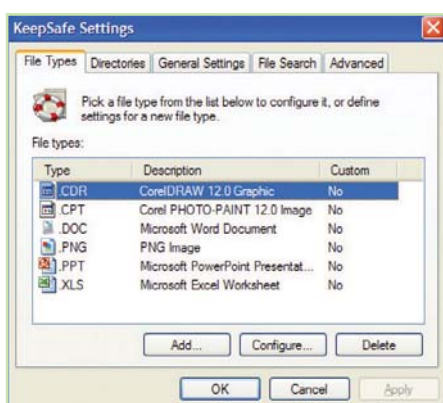 KeepSafe Settings
File Types Directories General Settings File Search Advanced
Pick a file type from the list below to configure it, or define
settings for a new file type.
File types:
Type Description Custom
.CDR CorelDRAW 12.0 Graphic No
.CPT Corel PHOTO-PAINT 12.0 Image No
.DOC Microsoft Word Document No
.PNG PNG Image No
.PPT Microsoft PowerPoint Presentat... No
.XLS Microsoft Excel Worksheet No
Add... Configure... Delete
OK Cancel Apply